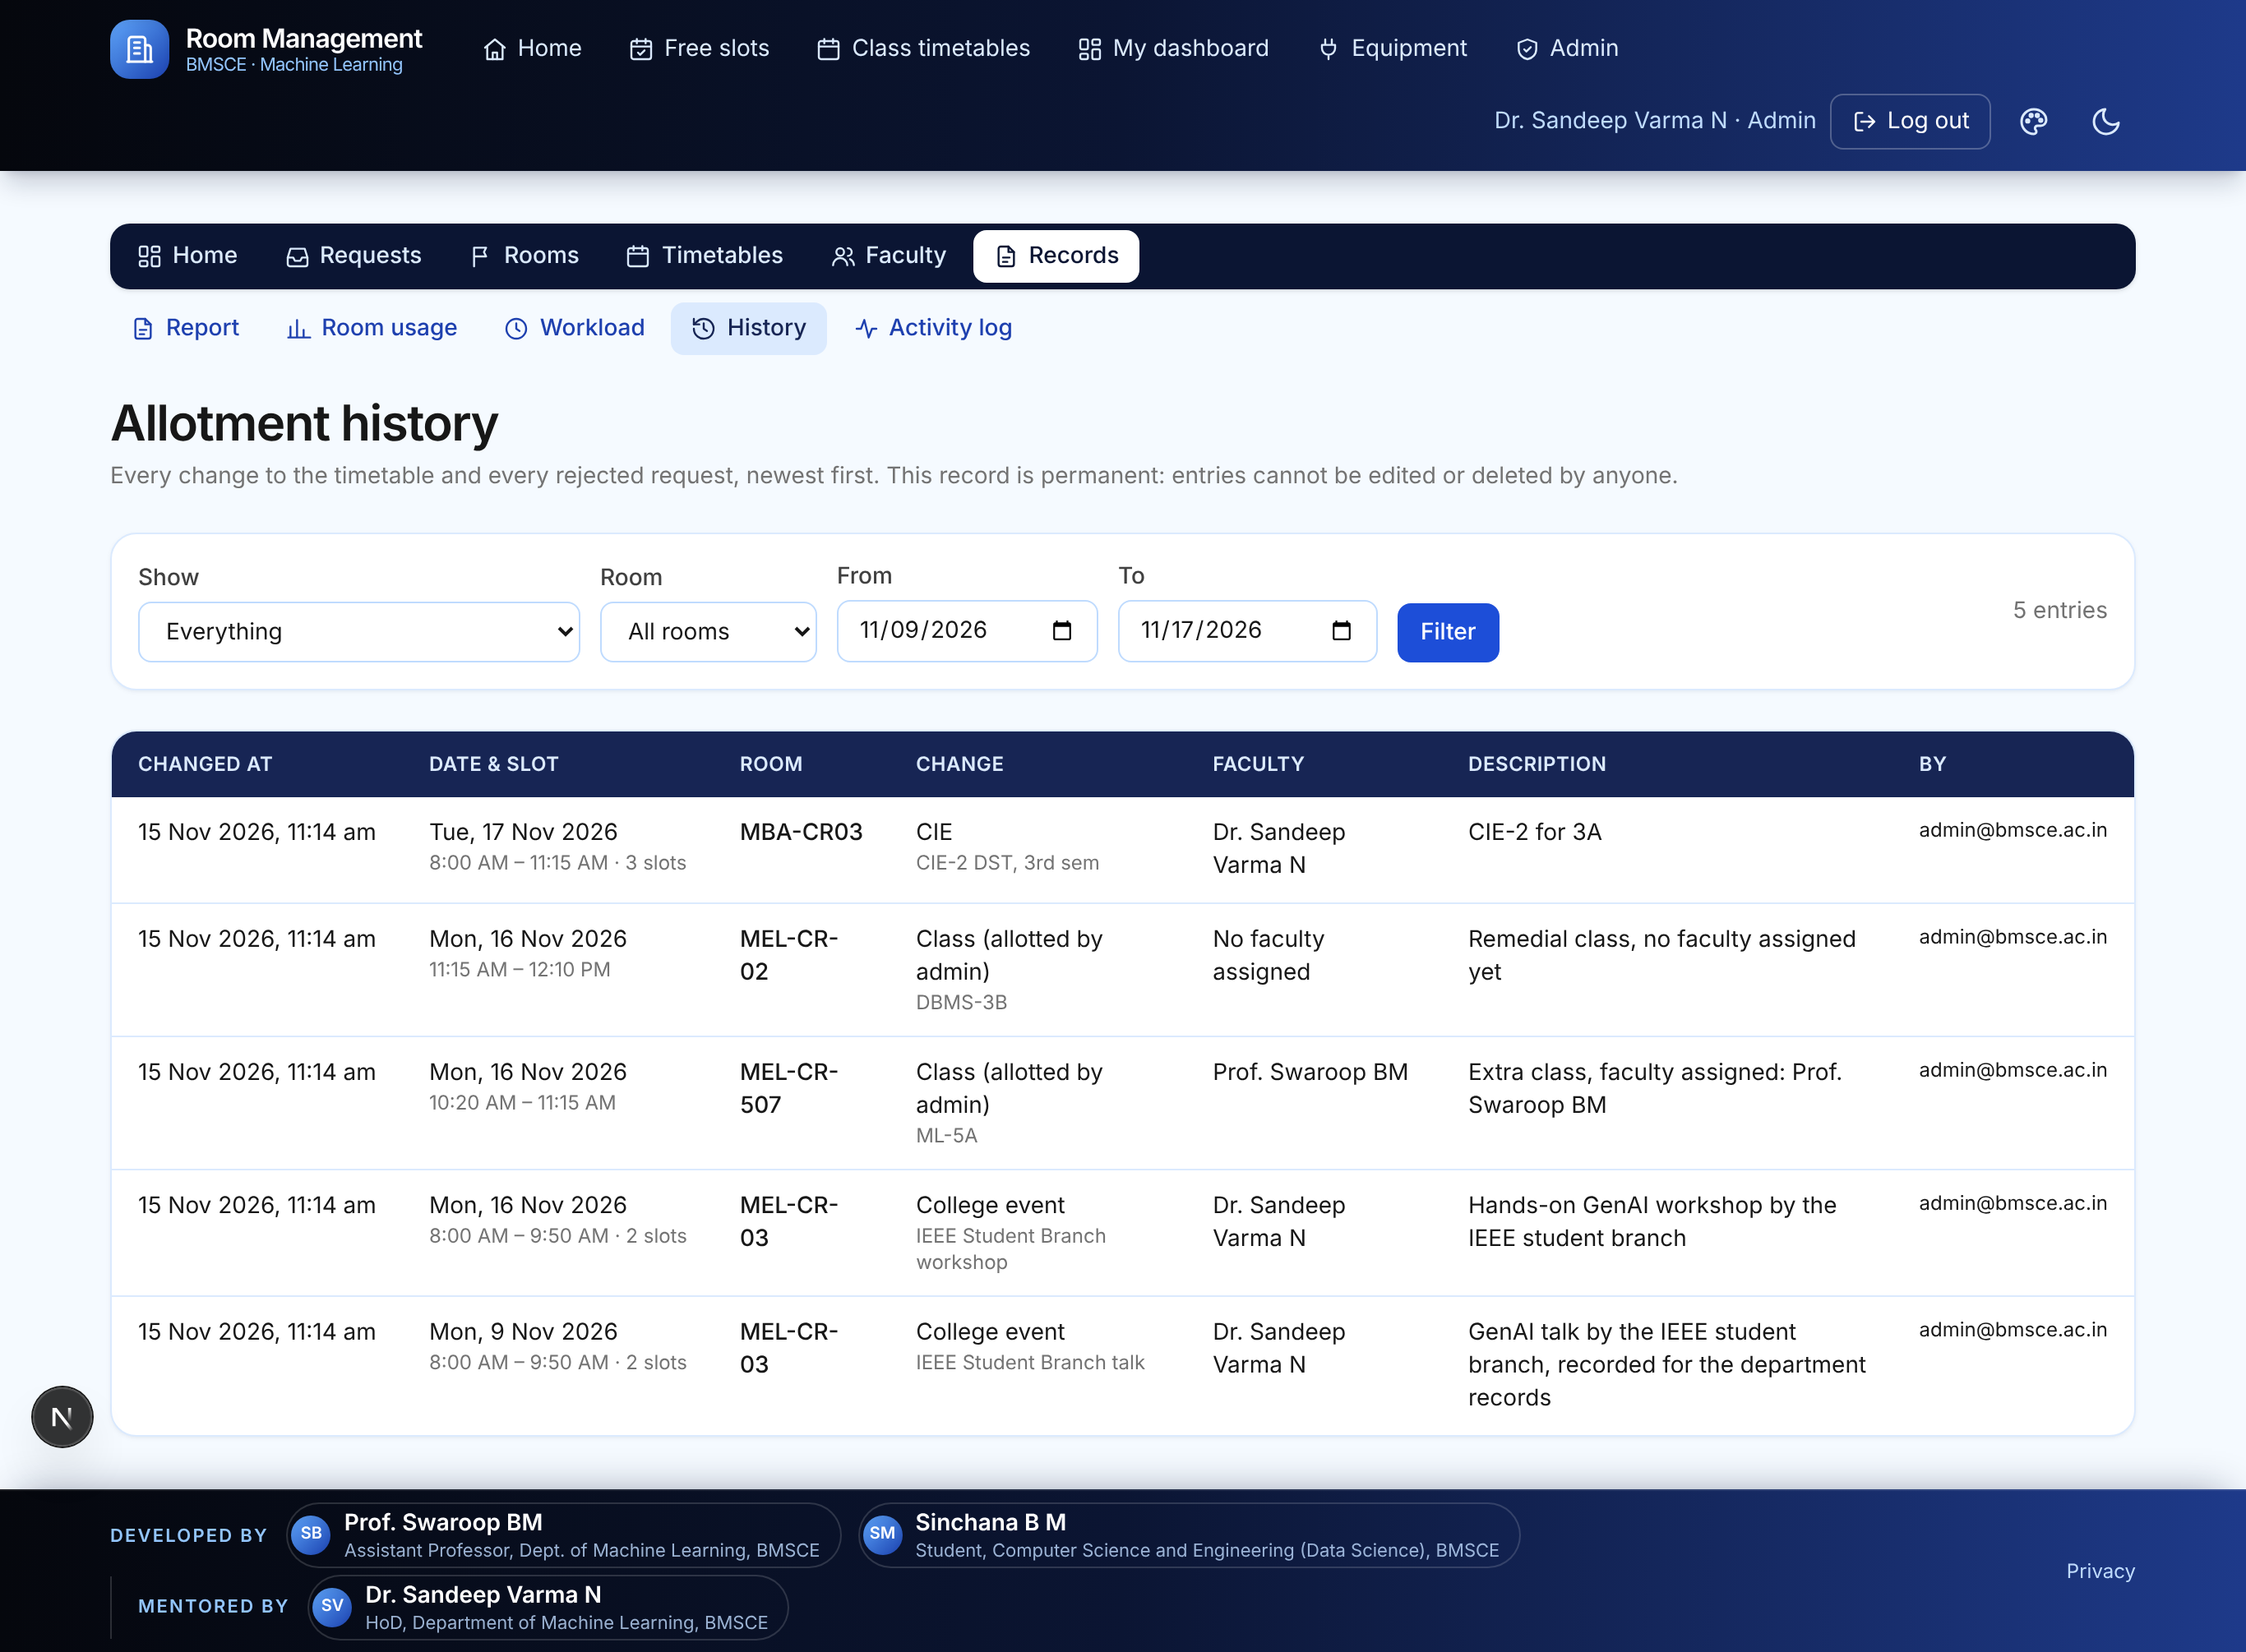 Room Management
BMSCE · Machine Learning
Home
Free slots
Class timetables
My dashboard
Equipment
Admin
Dr. Sandeep Varma N · Admin
Log out
Home
Requests
Rooms
Timetables
Faculty
Records
Report
Room usage
Workload
History
Activity log
Allotment history
Every change to the timetable and every rejected request, newest first. This record is permanent: entries cannot be edited or deleted by anyone.
Show
Room
From
To
Everything
All rooms
11/09/2026
11/17/2026
Filter
5 entries
CHANGED AT
DATE & SLOT
ROOM
CHANGE
FACULTY
DESCRIPTION
BY
15 Nov 2026, 11:14 am
Tue, 17 Nov 2026
8:00 AM – 11:15 AM · 3 slots
MBA-CR03
CIE
CIE-2 DST, 3rd sem
Dr. Sandeep
Varma N
CIE-2 for 3A
admin@bmsce.ac.in
15 Nov 2026, 11:14 am
Mon, 16 Nov 2026
11:15 AM – 12:10 PM
MEL-CR-
02
Class (allotted by
admin)
DBMS-3B
No faculty
assigned
Remedial class, no faculty assigned
yet
admin@bmsce.ac.in
15 Nov 2026, 11:14 am
Mon, 16 Nov 2026
10:20 AM – 11:15 AM
MEL-CR-
507
Class (allotted by
admin)
ML-5A
Prof. Swaroop BM
Extra class, faculty assigned: Prof.
Swaroop BM
admin@bmsce.ac.in
15 Nov 2026, 11:14 am
Mon, 16 Nov 2026
8:00 AM – 9:50 AM · 2 slots
MEL-CR-
03
College event
IEEE Student Branch
workshop
Dr. Sandeep
Varma N
Hands-on GenAI workshop by the
IEEE student branch
admin@bmsce.ac.in
15 Nov 2026, 11:14 am
Mon, 9 Nov 2026
8:00 AM – 9:50 AM · 2 slots
MEL-CR-
03
College event
IEEE Student Branch talk
Dr. Sandeep
Varma N
GenAI talk by the IEEE student
branch, recorded for the department
records
admin@bmsce.ac.in
N
DEVELOPED BY
SB
Prof. Swaroop BM
Assistant Professor, Dept. of Machine Learning, BMSCE
SM
Sinchana B M
Student, Computer Science and Engineering (Data Science), BMSCE
MENTORED BY
SV
Dr. Sandeep Varma N
HoD, Department of Machine Learning, BMSCE
Privacy